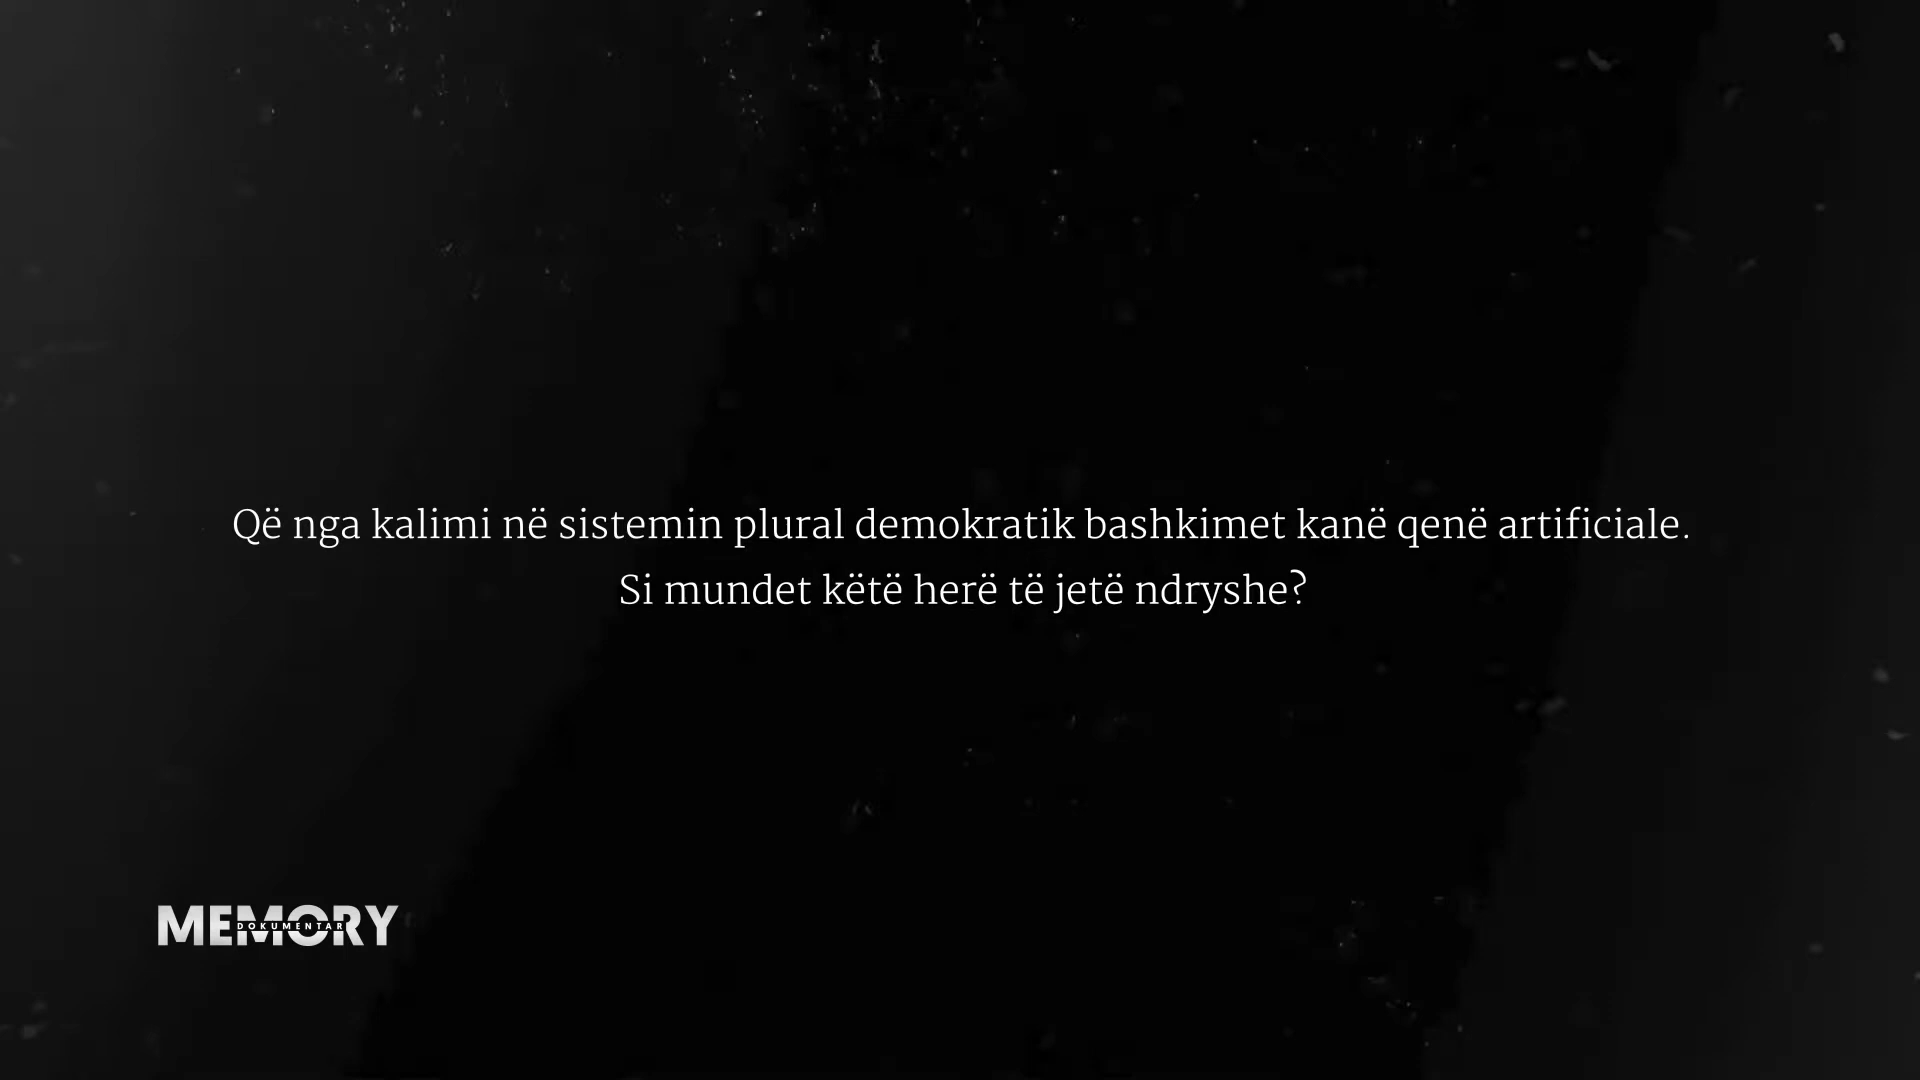 Që nga kalimi në sistemin plural demokratik bashkimet kanë qenë artificiale.
Si mundet këtë herë të jetë ndryshe?
MEMORY
DOKUMENTAR